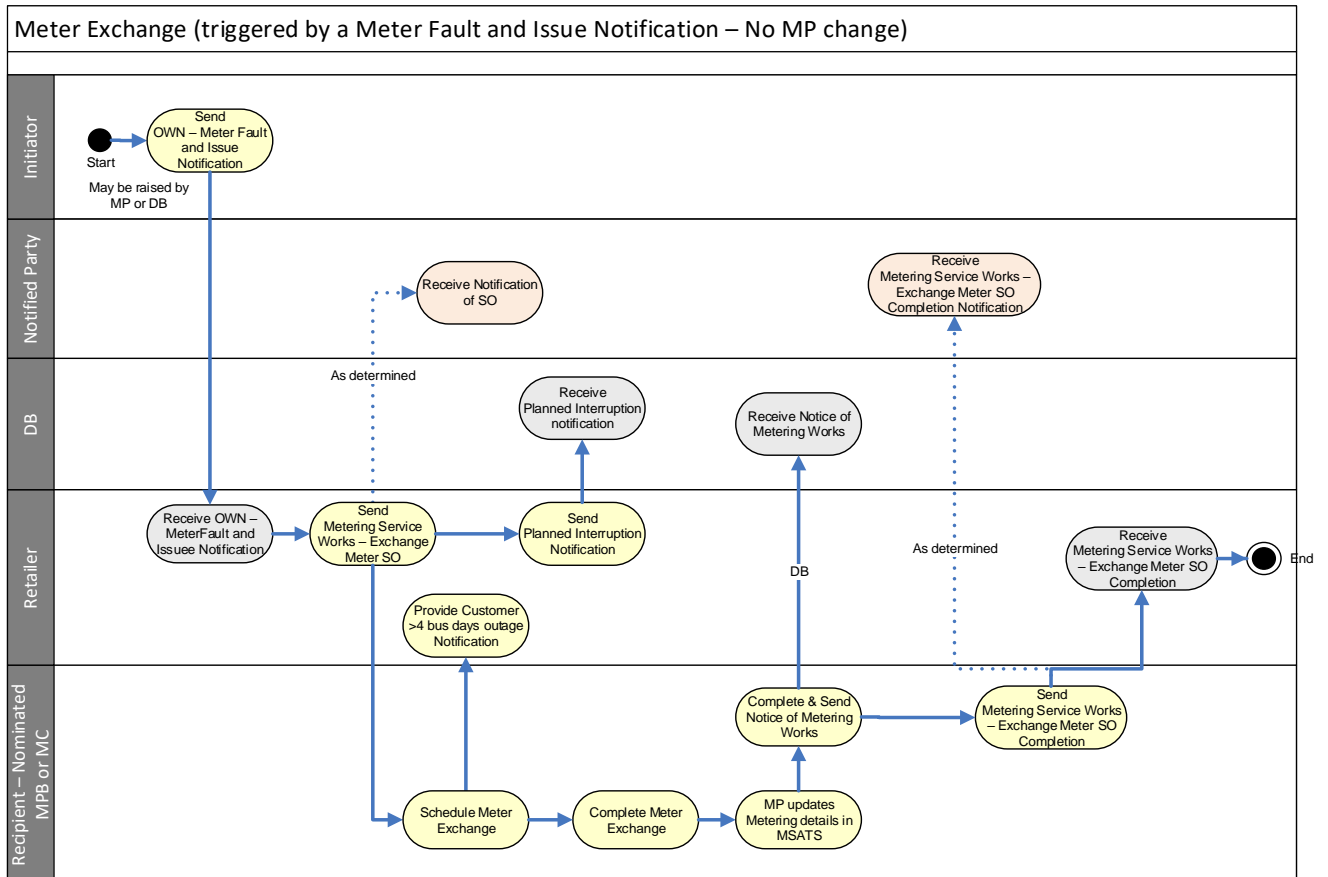 Meter Exchange (triggered by a Meter Fault and Issue Notification – No MP change)
Initiator
Start
May be raised by
MP or DB
Send
OWN – Meter Fault
and Issue
Notification
Notified Party
Receive Notification
of SO
Receive
Metering Service Works –
Exchange Meter SO
Completion Notification
As determined
DB
Receive
Planned Interruption
notification
Receive Notice of
Metering Works
Retailer
Receive OWN –
MeterFault and
Issuee Notification
Send
Metering Service
Works – Exchange
Meter SO
Send
Planned Interruption
Notification
Provide Customer
>4 bus days outage
Notification
DB
As determined
Receive
Metering Service Works
– Exchange Meter SO
Completion
End
Recipient – Nominated
MPB or MC
Complete & Send
Notice of Metering
Works
Send
Metering Service Works
– Exchange Meter SO
Completion
Schedule Meter
Exchange
Complete Meter
Exchange
MP updates
Metering details in
MSATS